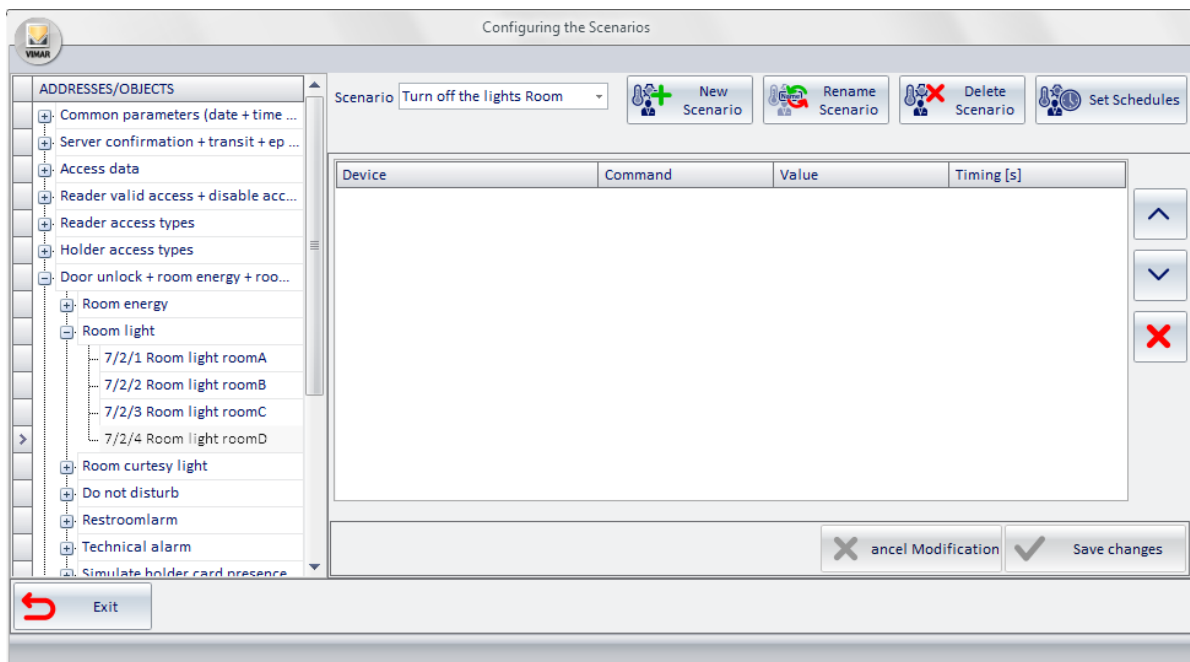 Configuring the Scenarios
VIMAR
ADDRESSES/OBJECTS
Common parameters (date + time ...
Server confirmation + transit + ep ...
Access data
Reader valid access + disable acc...
Reader access types
Holder access types
Door unlock + room energy + roo...
Room energy
Room light
7/2/1 Room light roomA
7/2/2 Room light roomB
7/2/3 Room light roomC
7/2/4 Room light roomD
Room curtesy light
Do not disturb
Restroomlarm
Technical alarm
Simulate holder card presence
Scenario Turn off the lights Room
New Scenario
Rename Scenario
Delete Scenario
Set Schedules
Device Command Value Timing [s]
ancel Modification
Save changes
Exit